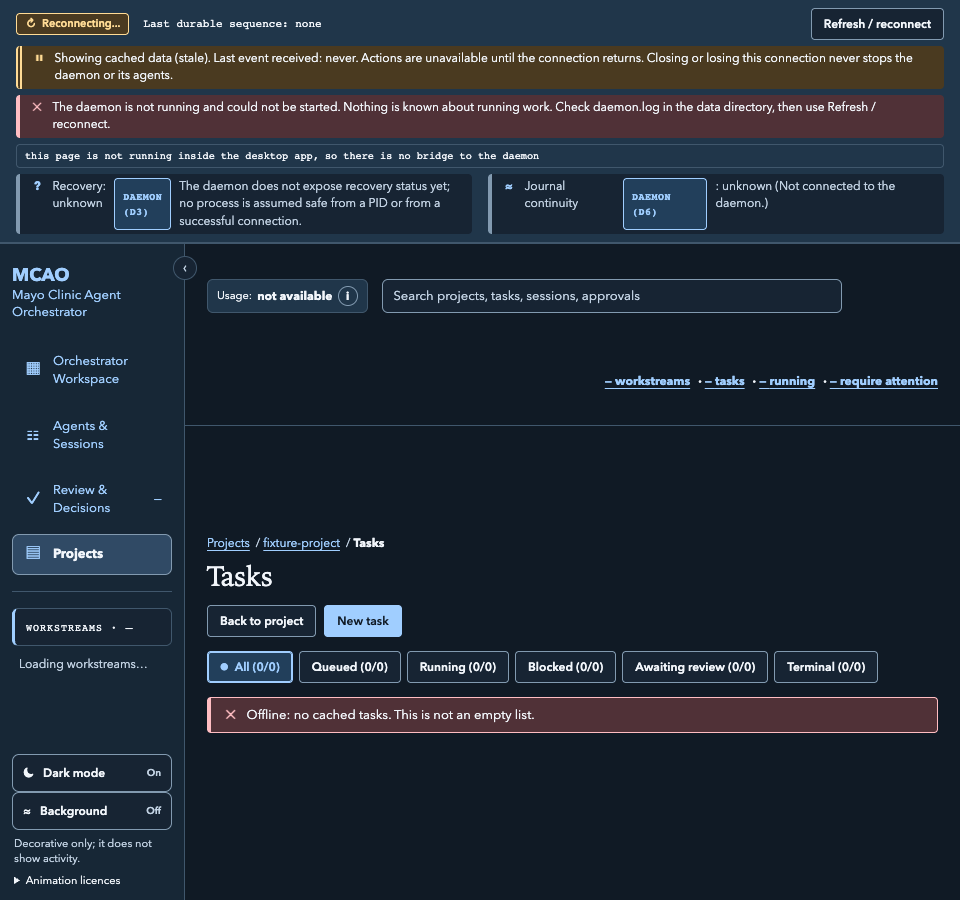 Reconnecting...
Last durable sequence: none
Refresh / reconnect
Showing cached data (stale). Last event received: never. Actions are unavailable until the connection returns. Closing or losing this connection never stops the
daemon or its agents.
The daemon is not running and could not be started. Nothing is known about running work. Check daemon.log in the data directory, then use Refresh /
reconnect.
this page is not running inside the desktop app, so there is no bridge to the daemon
? Recovery:
unknown
DAEMON
(D3)
The daemon does not expose recovery status yet;
no process is assumed safe from a PID or from a
successful connection.
≈ Journal
continuity
DAEMON
(D6)
: unknown (Not connected to the
daemon.)
MCAO
Mayo Clinic Agent
Orchestrator
‹
Usage: not available i
Search projects, tasks, sessions, approvals
Orchestrator
Workspace
– workstreams • – tasks • – running • – require attention
Agents &
Sessions
Review &
Decisions
–
Projects
Projects / fixture-project / Tasks
Tasks
Back to project
New task
WORKSTREAMS • –
Loading workstreams…
All (0/0)
Queued (0/0)
Running (0/0)
Blocked (0/0)
Awaiting review (0/0)
Terminal (0/0)
Offline: no cached tasks. This is not an empty list.
Dark mode On
≈ Background Off
Decorative only; it does not
show activity.
Animation licences